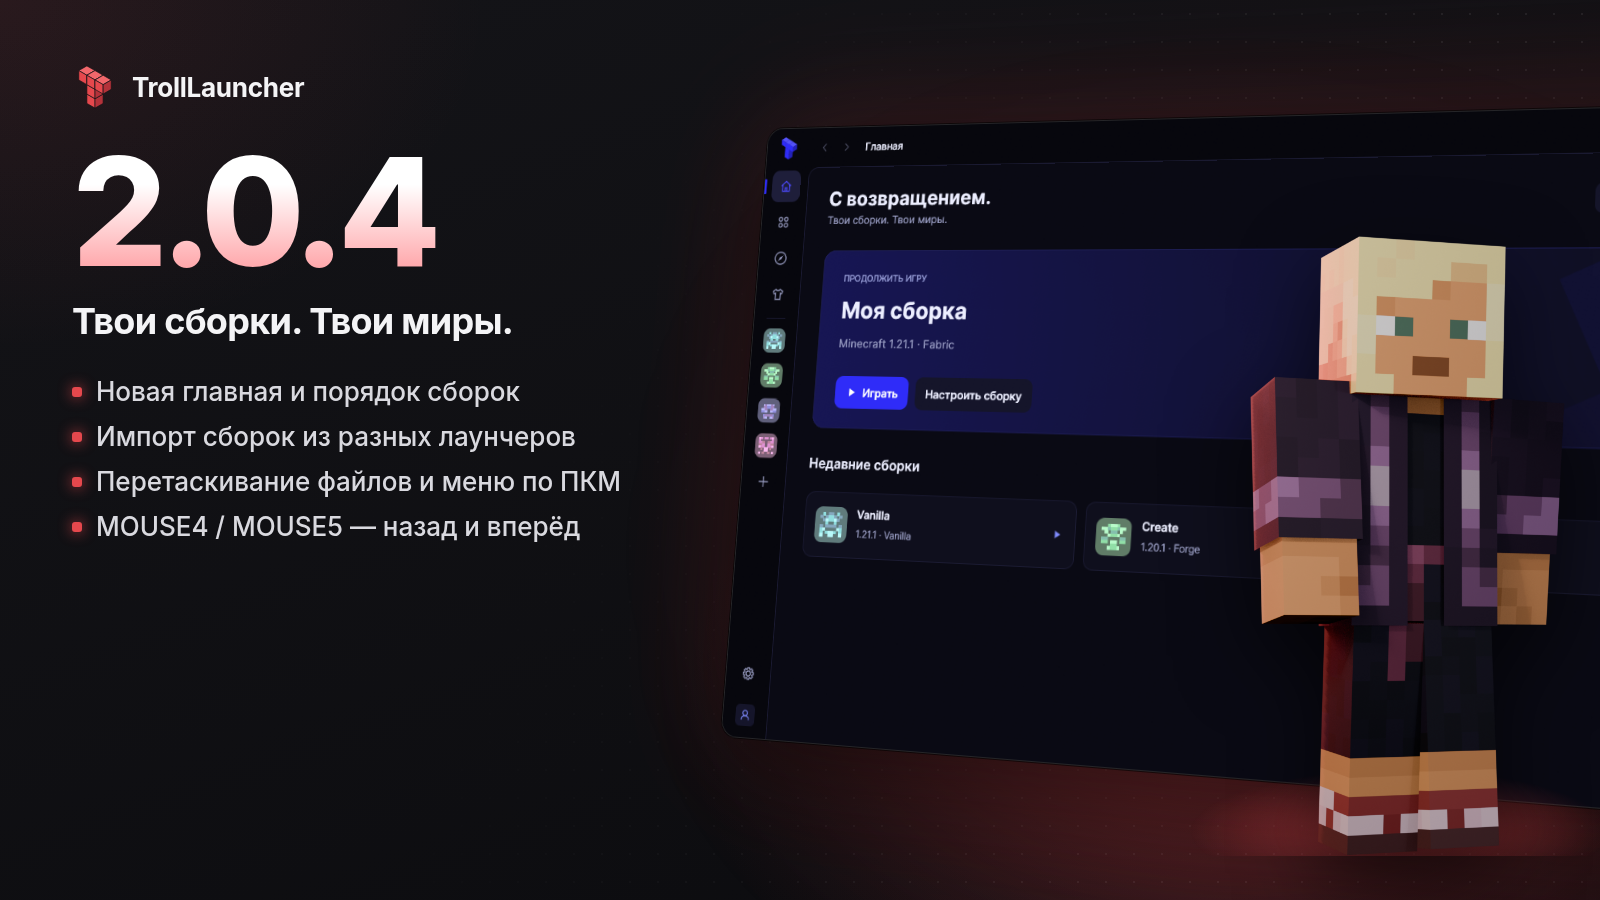 TrollLauncher
2.0.4
Твои сборки. Твои миры.
Новая главная и порядок сборок
Импорт сборок из разных лаунчеров
Перетаскивание файлов и меню по ПКМ
MOUSE4 / MOUSE5 — назад и вперёд
Главная
С возвращением.
Твои сборки. Твои миры.
ПРОДОЛЖИТЬ ИГРУ
Моя сборка
Minecraft 1.21.1 · Fabric
Играть
Настроить сборку
Недавние сборки
Vanilla
1.21.1 · Vanilla
Create
1.20.1 · Forge